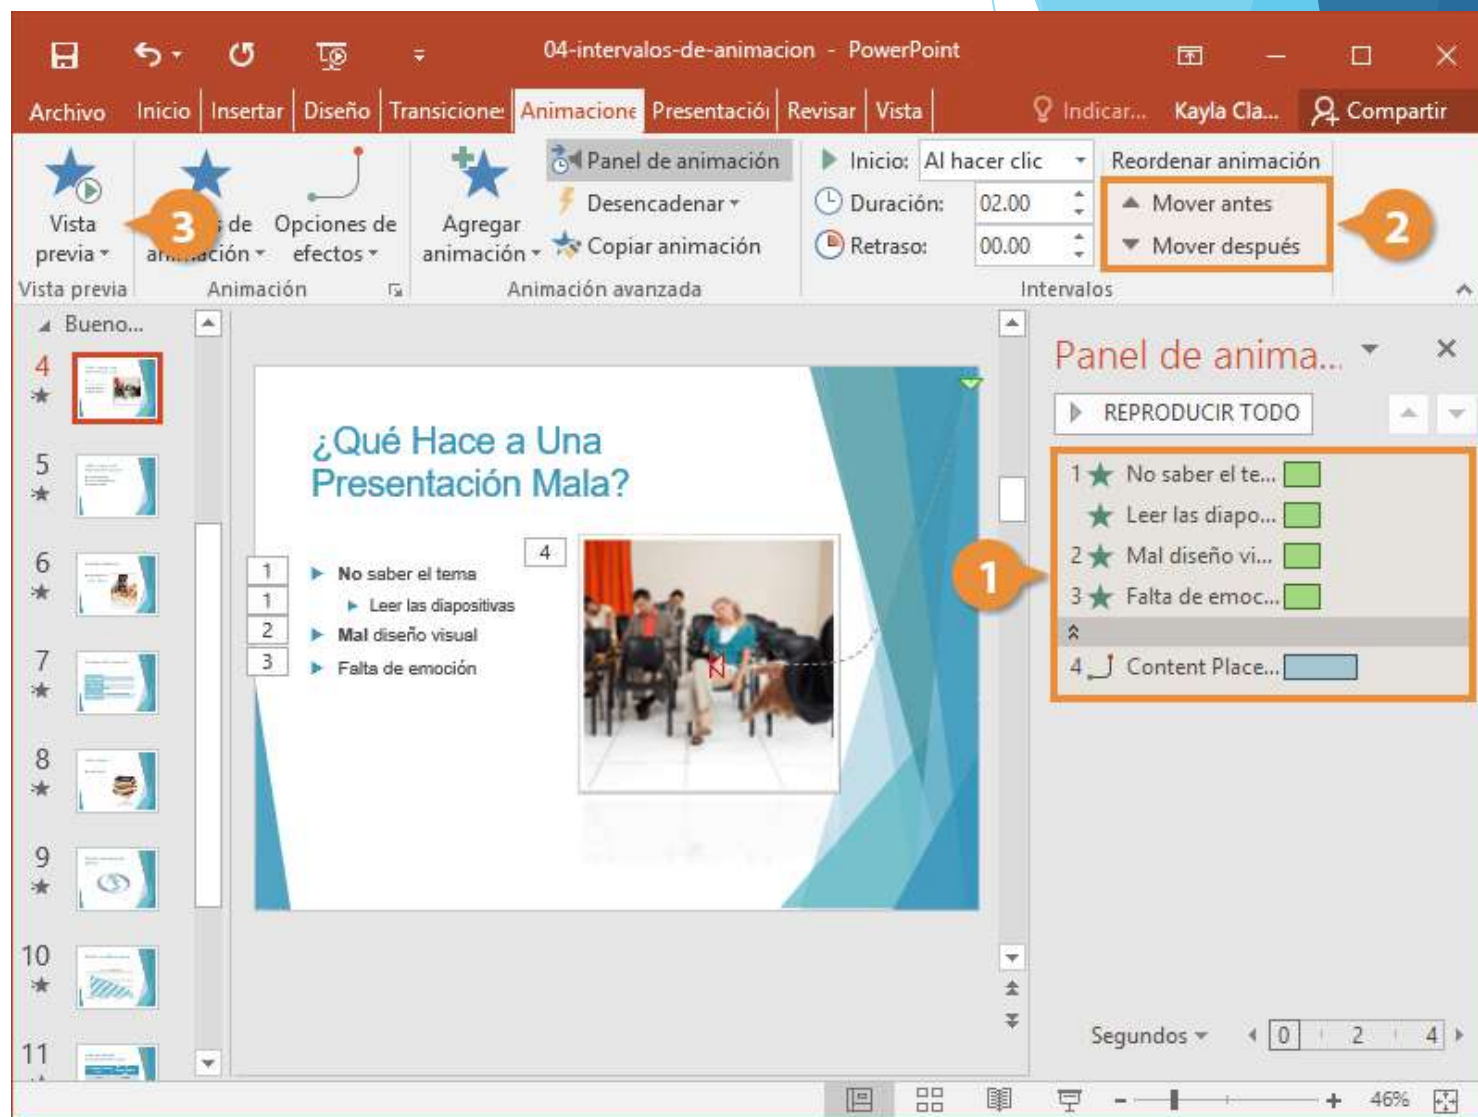 04-intervalos-de-animacion - PowerPoint
Archivo Inicio Insertar Diseño Transicione Animacione Presentació Revisar Vista Indicar... Kayla Cla... Compartir
Vista previa
3
de animación
Opciones de efectos
Agregar animación
Panel de animación
Desencadenar
Copiar animación
Inicio: Al hacer clic
Duración: 02.00
Retraso: 00.00
Reordenar animación
Mover antes
Mover después
2
Vista previa Animación Animación avanzada Intervalos
Bueno...
4
5
6
7
8
9
10
11
¿Qué Hace a Una
Presentación Mala?
4
1 No saber el tema
1 Leer las diapositivas
2 Mal diseño visual
3 Falta de emoción
Panel de anima...
REPRODUCIR TODO
1
1 No saber el te...
Leer las diapo...
2 Mal diseño vi...
3 Falta de emoc...
4 Content Place...
Segundos 0 2 4
46%